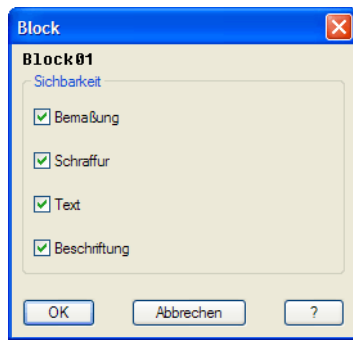 Block
Block01
Sichbarkeit
Bemaßung
Schraffur
Text
Beschriftung
OK Abbrechen ?